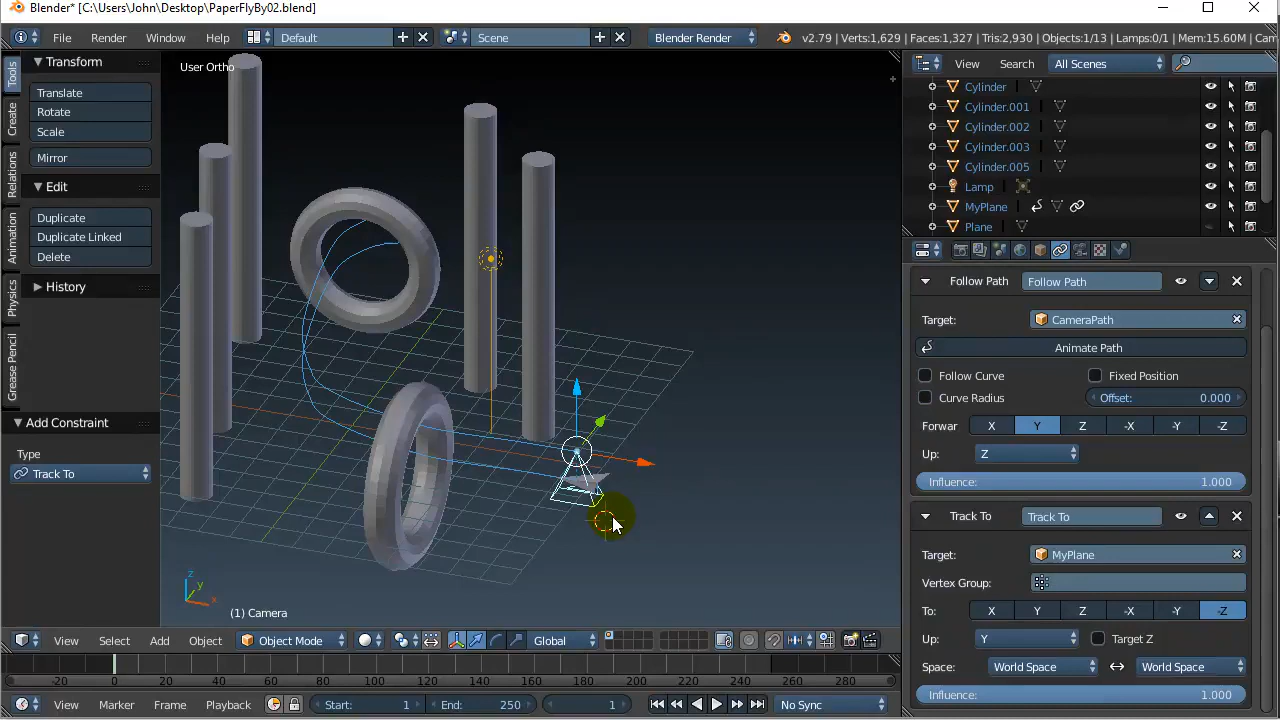 Blender* [C:\Users\John\Desktop\PaperFlyBy02.blend]
File Render Window Help Default Scene Blender Render v2.79 | Verts:1,629 | Faces:1,327 | Tris:2,930 | Objects:1/13 | Lamps:0/1 | Mem:15.60M | Cam
Tools
Create
Relations
Animation
Physics
Grease Pencil
Transform
Translate
Rotate
Scale
Mirror
Edit
Duplicate
Duplicate Linked
Delete
History
Add Constraint
Type
Track To
User Ortho
z
y
x
(1) Camera
View Search All Scenes
Cylinder
Cylinder.001
Cylinder.002
Cylinder.003
Cylinder.005
Lamp
MyPlane
Plane
Follow Path Follow Path
Target: CameraPath
Animate Path
Follow Curve Fixed Position
Curve Radius Offset: 0.000
Forwar X Y Z -X -Y -Z
Up: Z
Influence: 1.000
Track To Track To
Target: MyPlane
Vertex Group:
To: X Y Z -X -Y -Z
Up: Y Target Z
Space: World Space World Space
Influence: 1.000
View Select Add Object Object Mode Global
-20 0 20 40 60 80 100 120 140 160 180 200 220 240 260 280
View Marker Frame Playback Start: 1 End: 250 1 No Sync